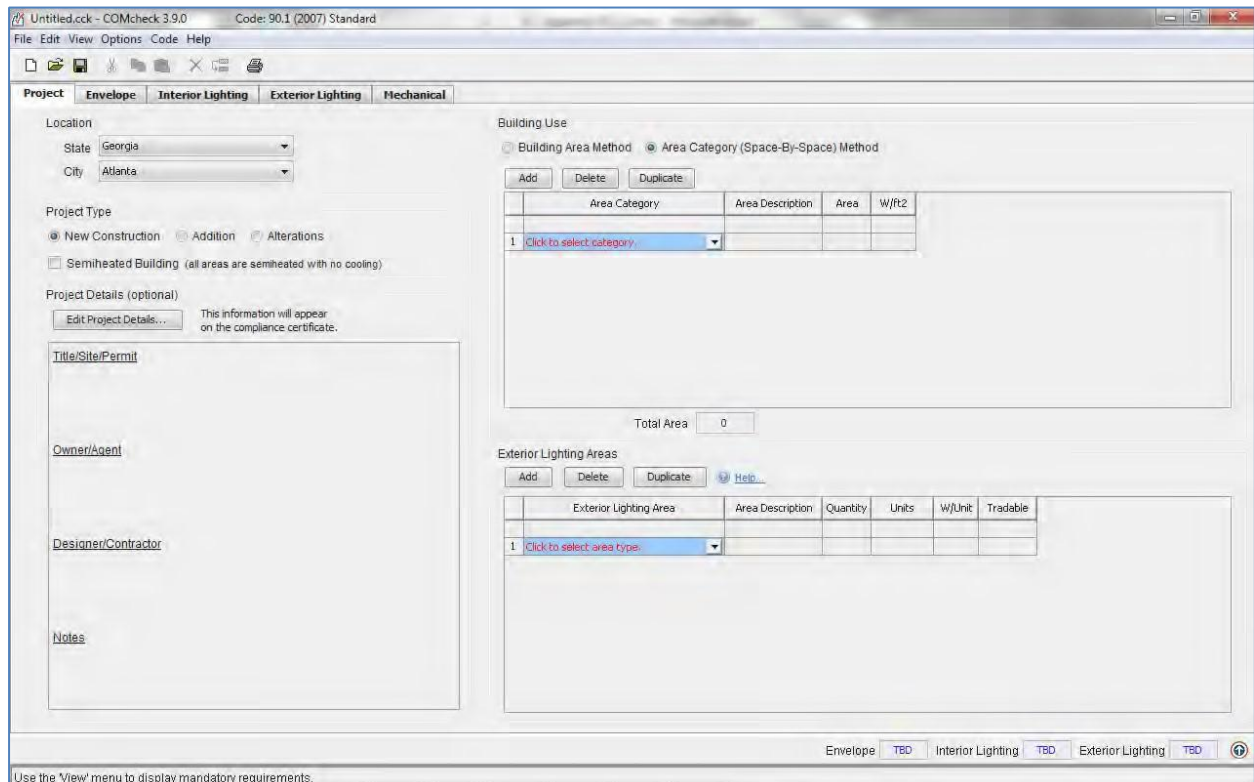 Untitled.cck - COMcheck 3.9.0 Code: 90.1 (2007) Standard
File Edit View Options Code Help
Project Envelope Interior Lighting Exterior Lighting Mechanical
Location
State Georgia
City Atlanta
Project Type
New Construction Addition Alterations
Semiheated Building (all areas are semiheated with no cooling)
Project Details (optional)
Edit Project Details... This information will appear
on the compliance certificate.
Title/Site/Permit
Owner/Agent
Designer/Contractor
Notes
Building Use
Building Area Method Area Category (Space-By-Space) Method
Add Delete Duplicate
Area Category Area Description Area W/ft2
1 Click to select category.
Total Area 0
Exterior Lighting Areas
Add Delete Duplicate Help...
Exterior Lighting Area Area Description Quantity Units W/Unit Tradable
1 Click to select area type.
Envelope TBD Interior Lighting TBD Exterior Lighting TBD
Use the 'View' menu to display mandatory requirements.